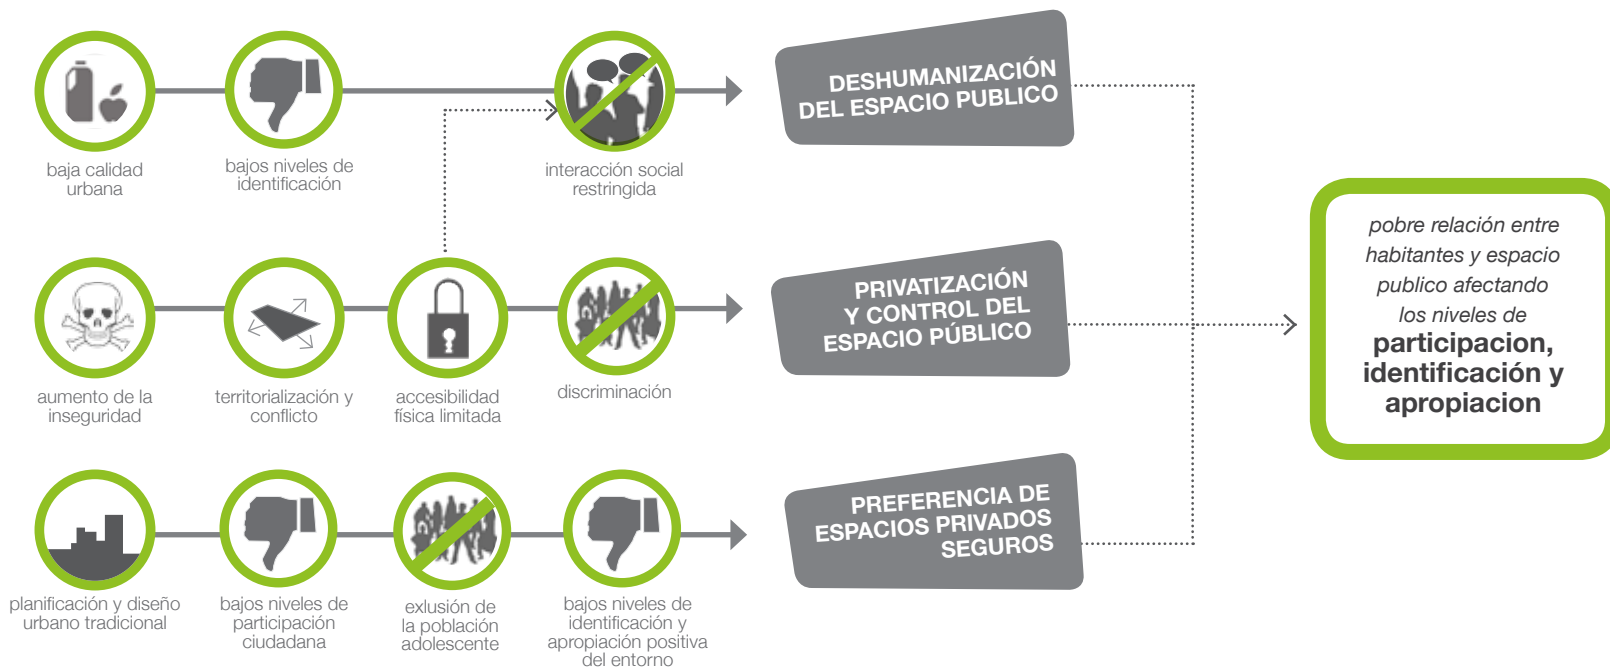 baja calidad
urbana
bajos niveles de
identificación
interacción social
restringida
DESHUMANIZACIÓN
DEL ESPACIO PUBLICO
aumento de la
inseguridad
territorialización y
conflicto
accesibilidad
física limitada
discriminación
PRIVATIZACIÓN
Y CONTROL DEL
ESPACIO PÚBLICO
planificación y diseño
urbano tradicional
bajos niveles de
participación
ciudadana
exlusión de
la población
adolescente
bajos niveles de
identificación y
apropiación positiva
del entorno
PREFERENCIA DE
ESPACIOS PRIVADOS
SEGUROS
pobre relación entre
habitantes y espacio
publico afectando
los niveles de
participacion,
identificación y
apropiacion